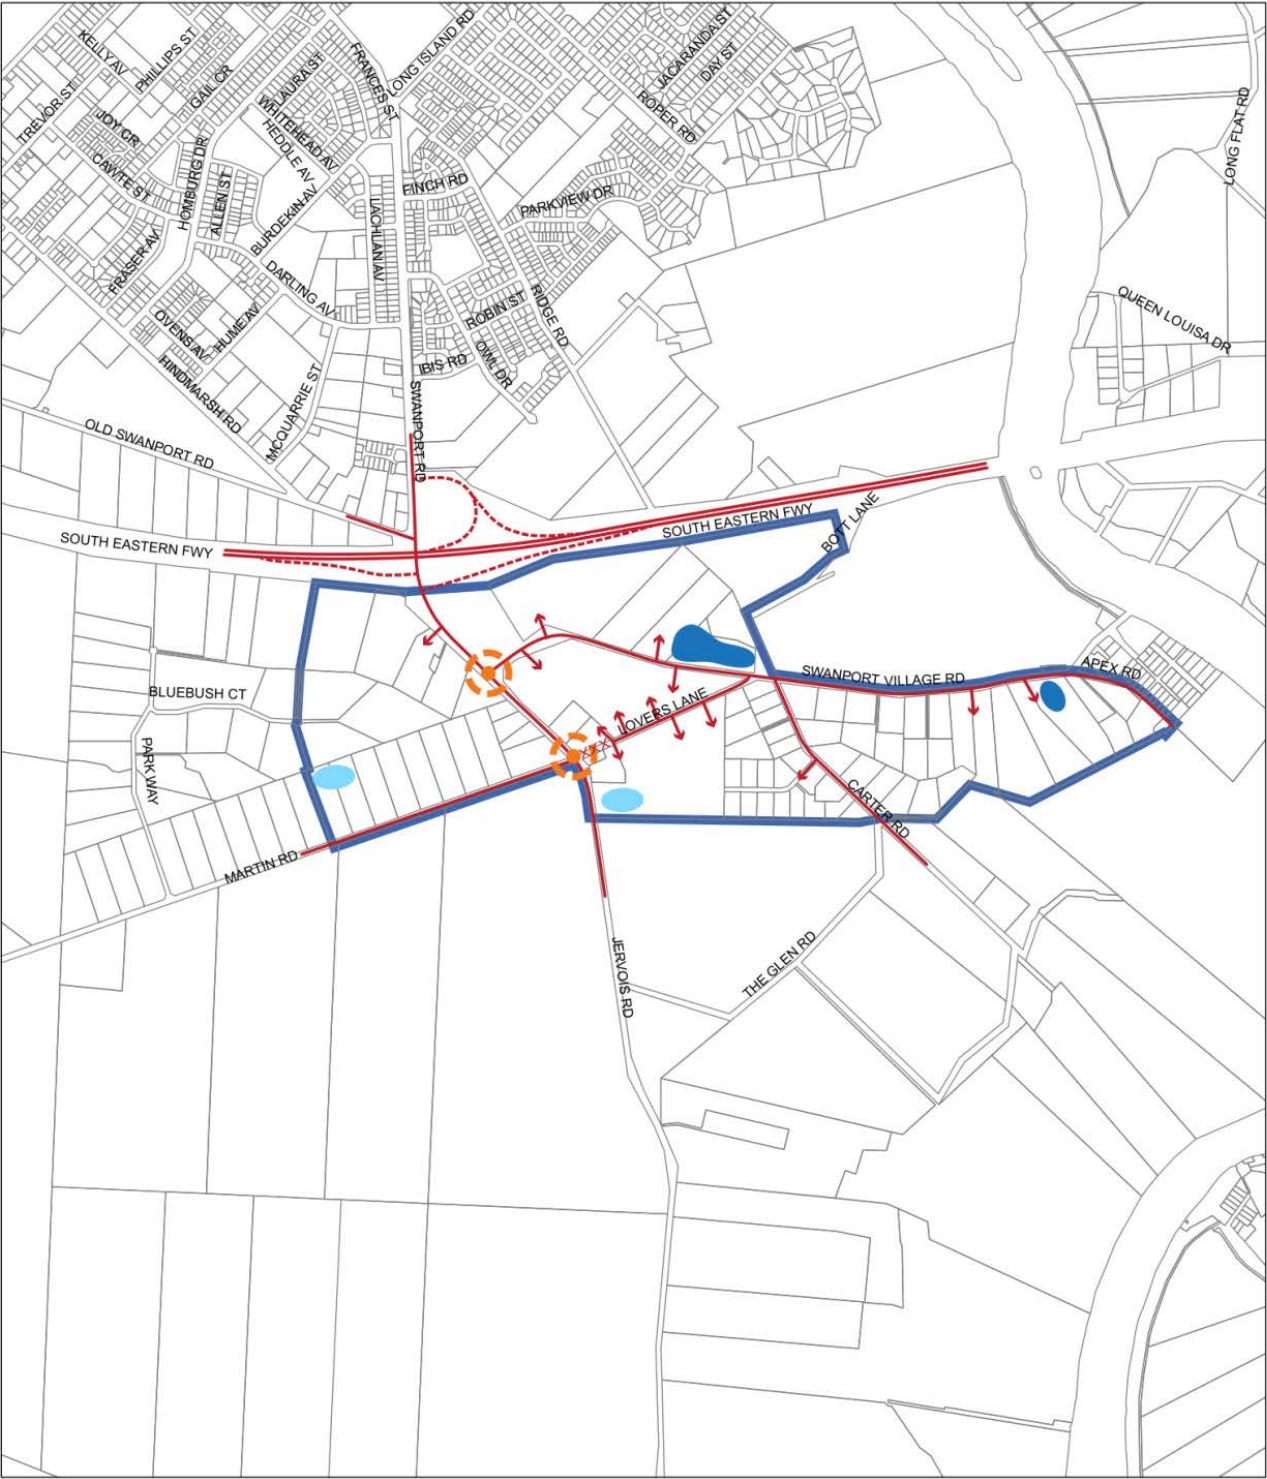 KELLY AV
PHILLIPS ST
FRANCES ST
LONG ISLAND RD
JACARANDA ST
DAY ST
TREVOR ST
GAIL CR
LAURA ST
ROPER RD
LONG FLAT RD
JOY CR
WHITEHEAD AV
HEDDLE AV
CAWTE ST
HOMBURG DR
ALLEN ST
FINCH RD
PARKVIEW DR
BURDEKIN AV
LACHLAN AV
FRASER AV
DARLING AV
QUEEN LOUISA DR
OVENS AV
HUME AV
ROBIN ST
RIDGE RD
HINDMARSH RD
IBIS RD
OWL DR
MCQUARRIE ST
SWANPORT RD
OLD SWANPORT RD
SOUTH EASTERN FWY
SOUTH EASTERN FWY
BOTT LANE
SWANPORT VILLAGE RD
APEX RD
BLUEBUSH CT
LOVERS LANE
XXX
PARK WAY
CARTER RD
MARTIN RD
JERVOIS RD
THE GLEN RD